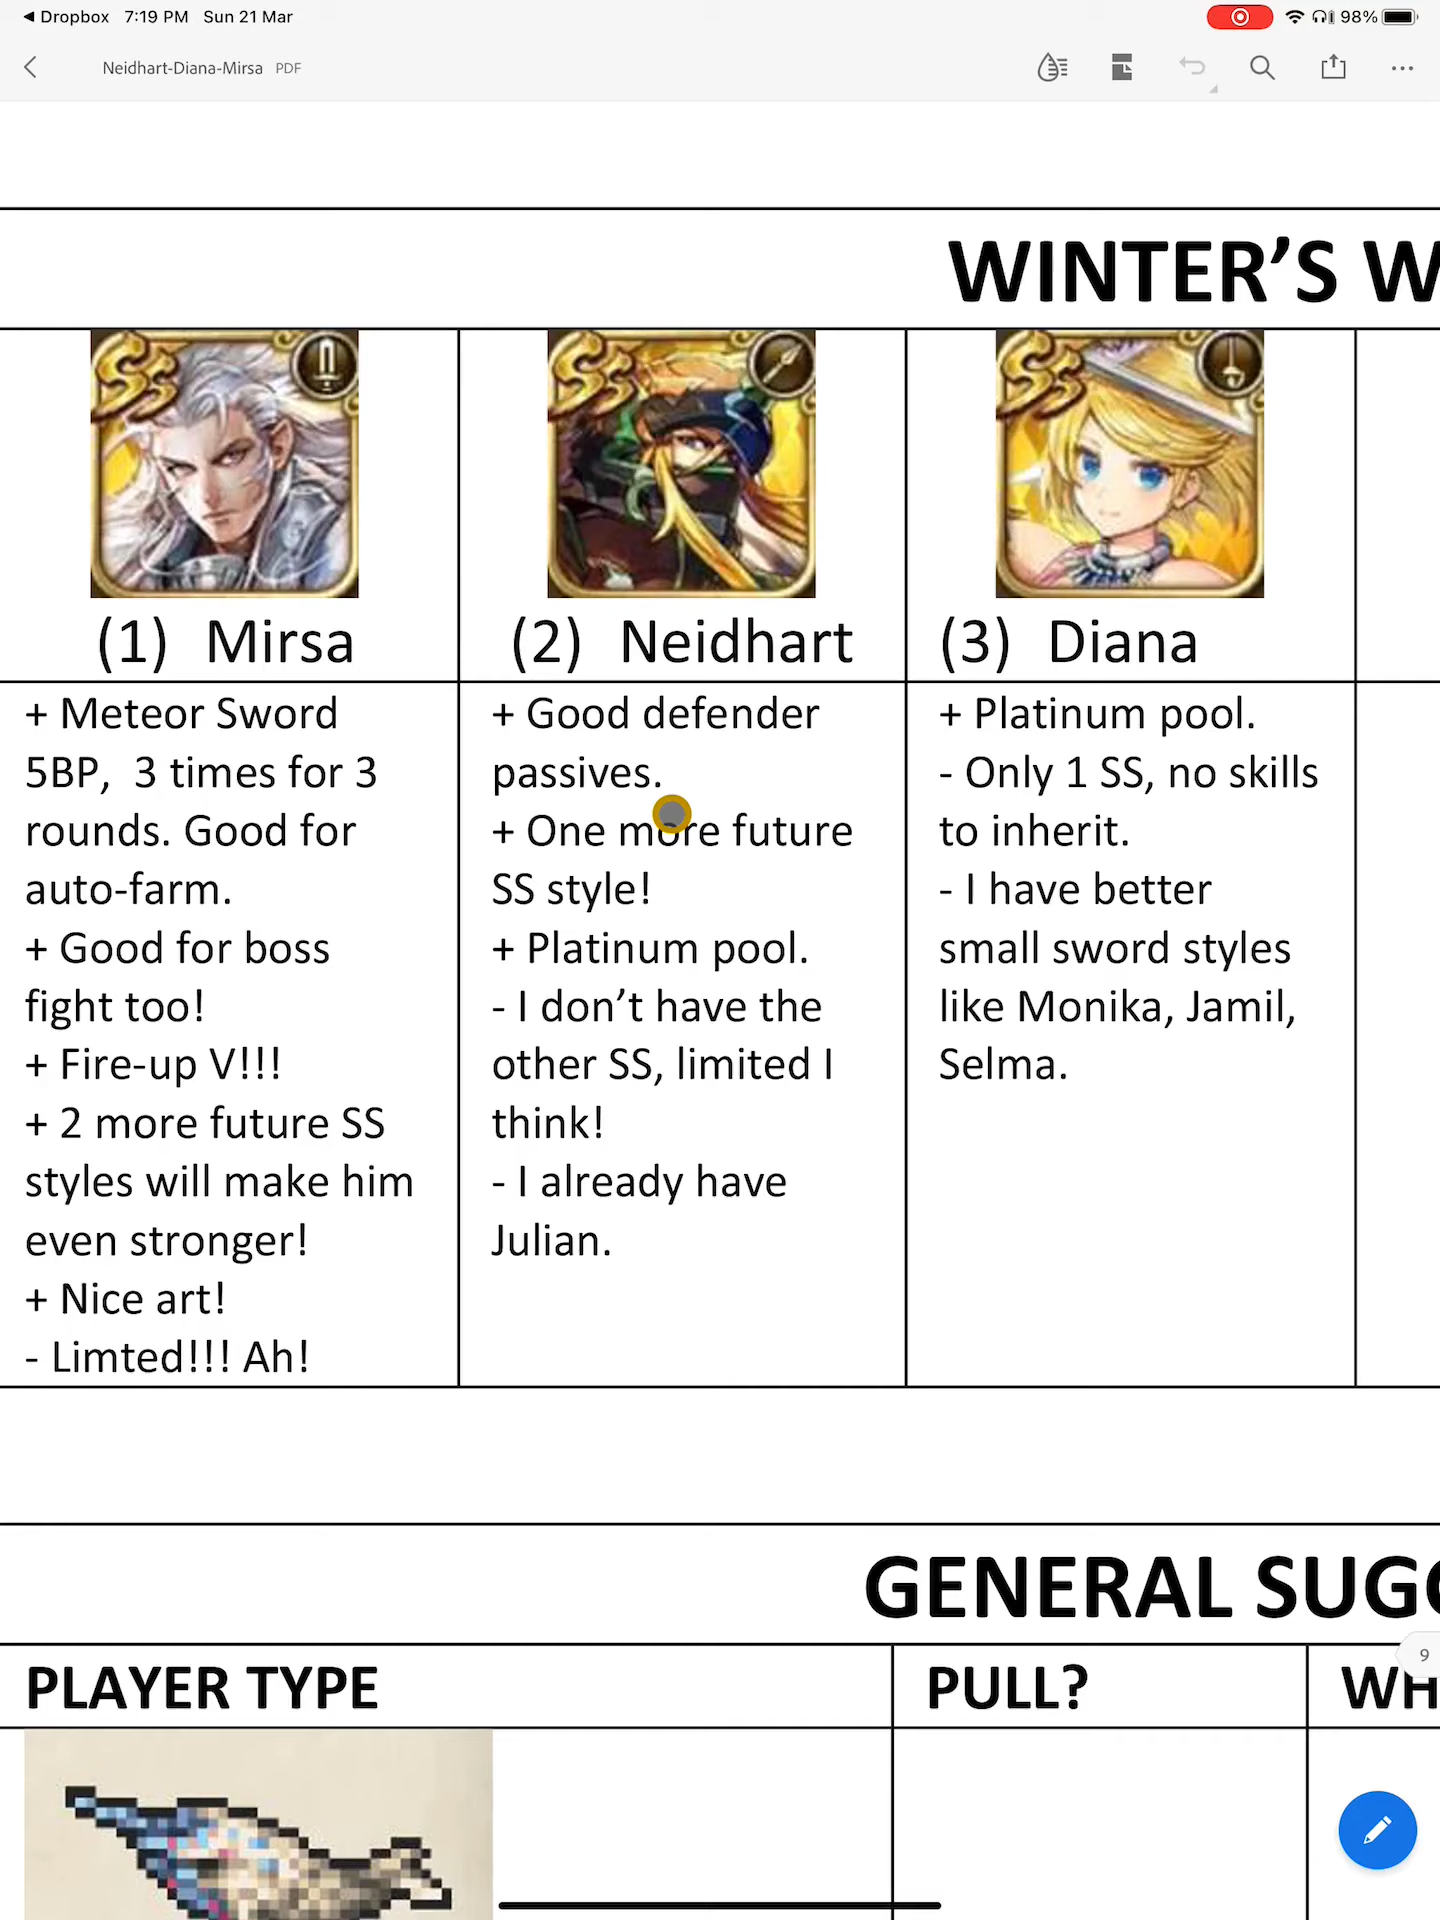 Dropbox 7:19 PM Sun 21 Mar 98%
Neidhart-Diana-Mirsa PDF
WINTER’S W
SS SS SS
(1) Mirsa
(2) Neidhart
(3) Diana
+ Meteor Sword
5BP, 3 times for 3
rounds. Good for
auto-farm.
+ Good for boss
fight too!
+ Fire-up V!!!
+ 2 more future SS
styles will make him
even stronger!
+ Nice art!
- Limted!!! Ah!
+ Good defender
passives.
+ One more future
SS style!
+ Platinum pool.
- I don’t have the
other SS, limited I
think!
- I already have
Julian.
+ Platinum pool.
- Only 1 SS, no skills
to inherit.
- I have better
small sword styles
like Monika, Jamil,
Selma.
GENERAL SUGG
9
PLAYER TYPE
PULL?
WH